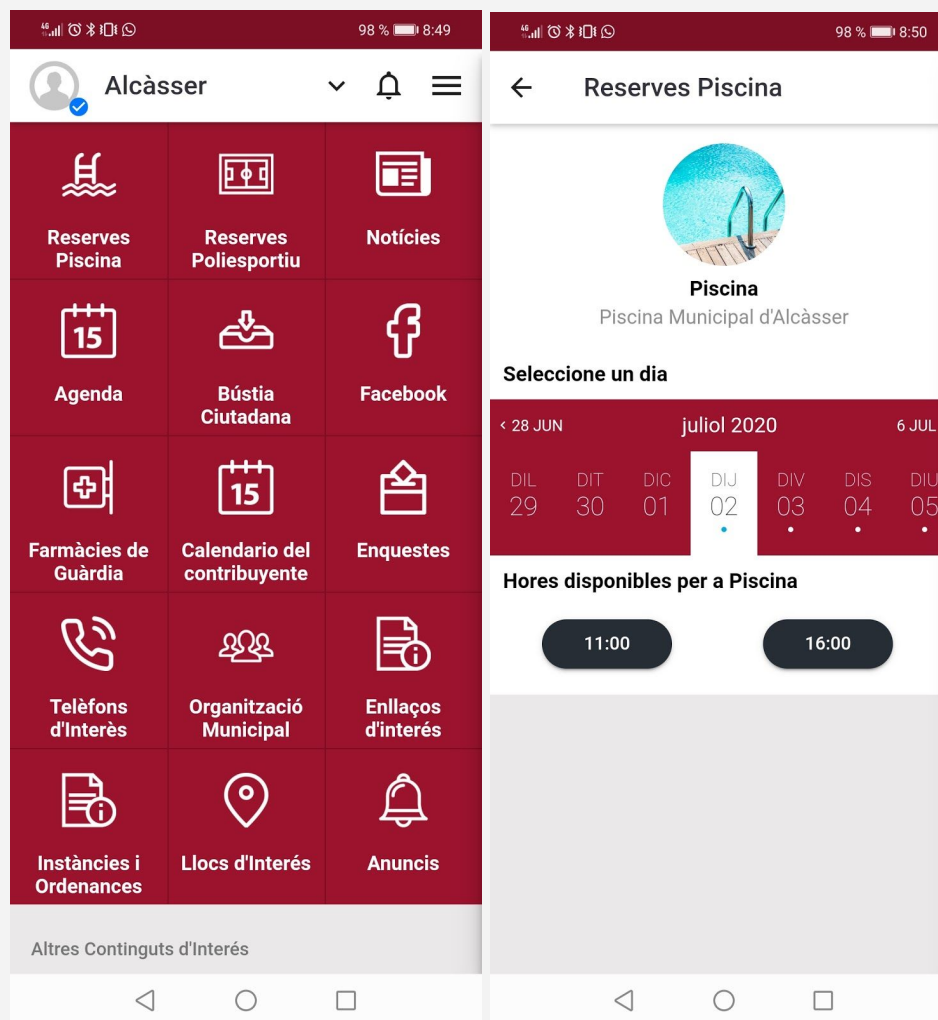 98 % 8:49
Alcàsser
Reserves
Piscina
Reserves
Poliesportiu
Notícies
15
Agenda
Bústia
Ciutadana
Facebook
Farmàcies de
Guàrdia
15
Calendario del
contribuyente
Enquestes
Telèfons
d'Interès
Organització
Municipal
Enllaços
d'interés
Instàncies i
Ordenances
Llocs d'Interés
Anuncis
Altres Continguts d'Interés
98 % 8:50
Reserves Piscina
Piscina
Piscina Municipal d'Alcàsser
Seleccione un dia
< 28 JUN juliol 2020 6 JUL
DIL DIT DIC DIJ DIV DIS DIU
29 30 01 02 03 04 05
Hores disponibles per a Piscina
11:00 16:00